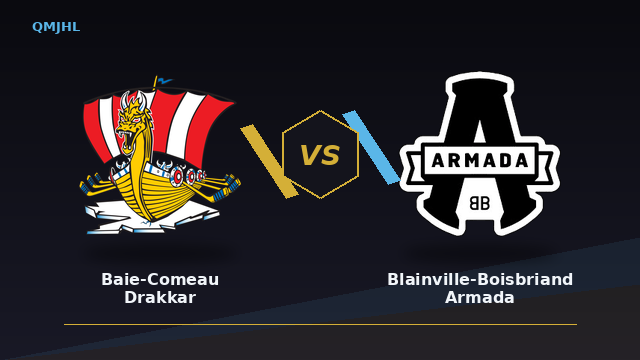 QMJHL
VS
ARMADA
BB
Baie-Comeau
Drakkar
Blainville-Boisbriand
Armada